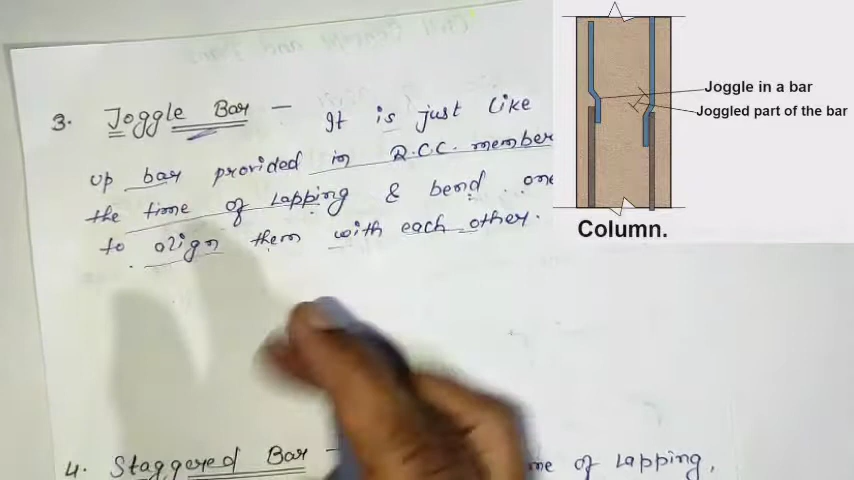 3. Joggle Bar — It is just like
up bar provided in R.C.C. member
the time of lapping & bend one
to align them with each other.
4. Staggered Bar - me of lapping,
Joggle in a bar
Joggled part of the bar
Column.